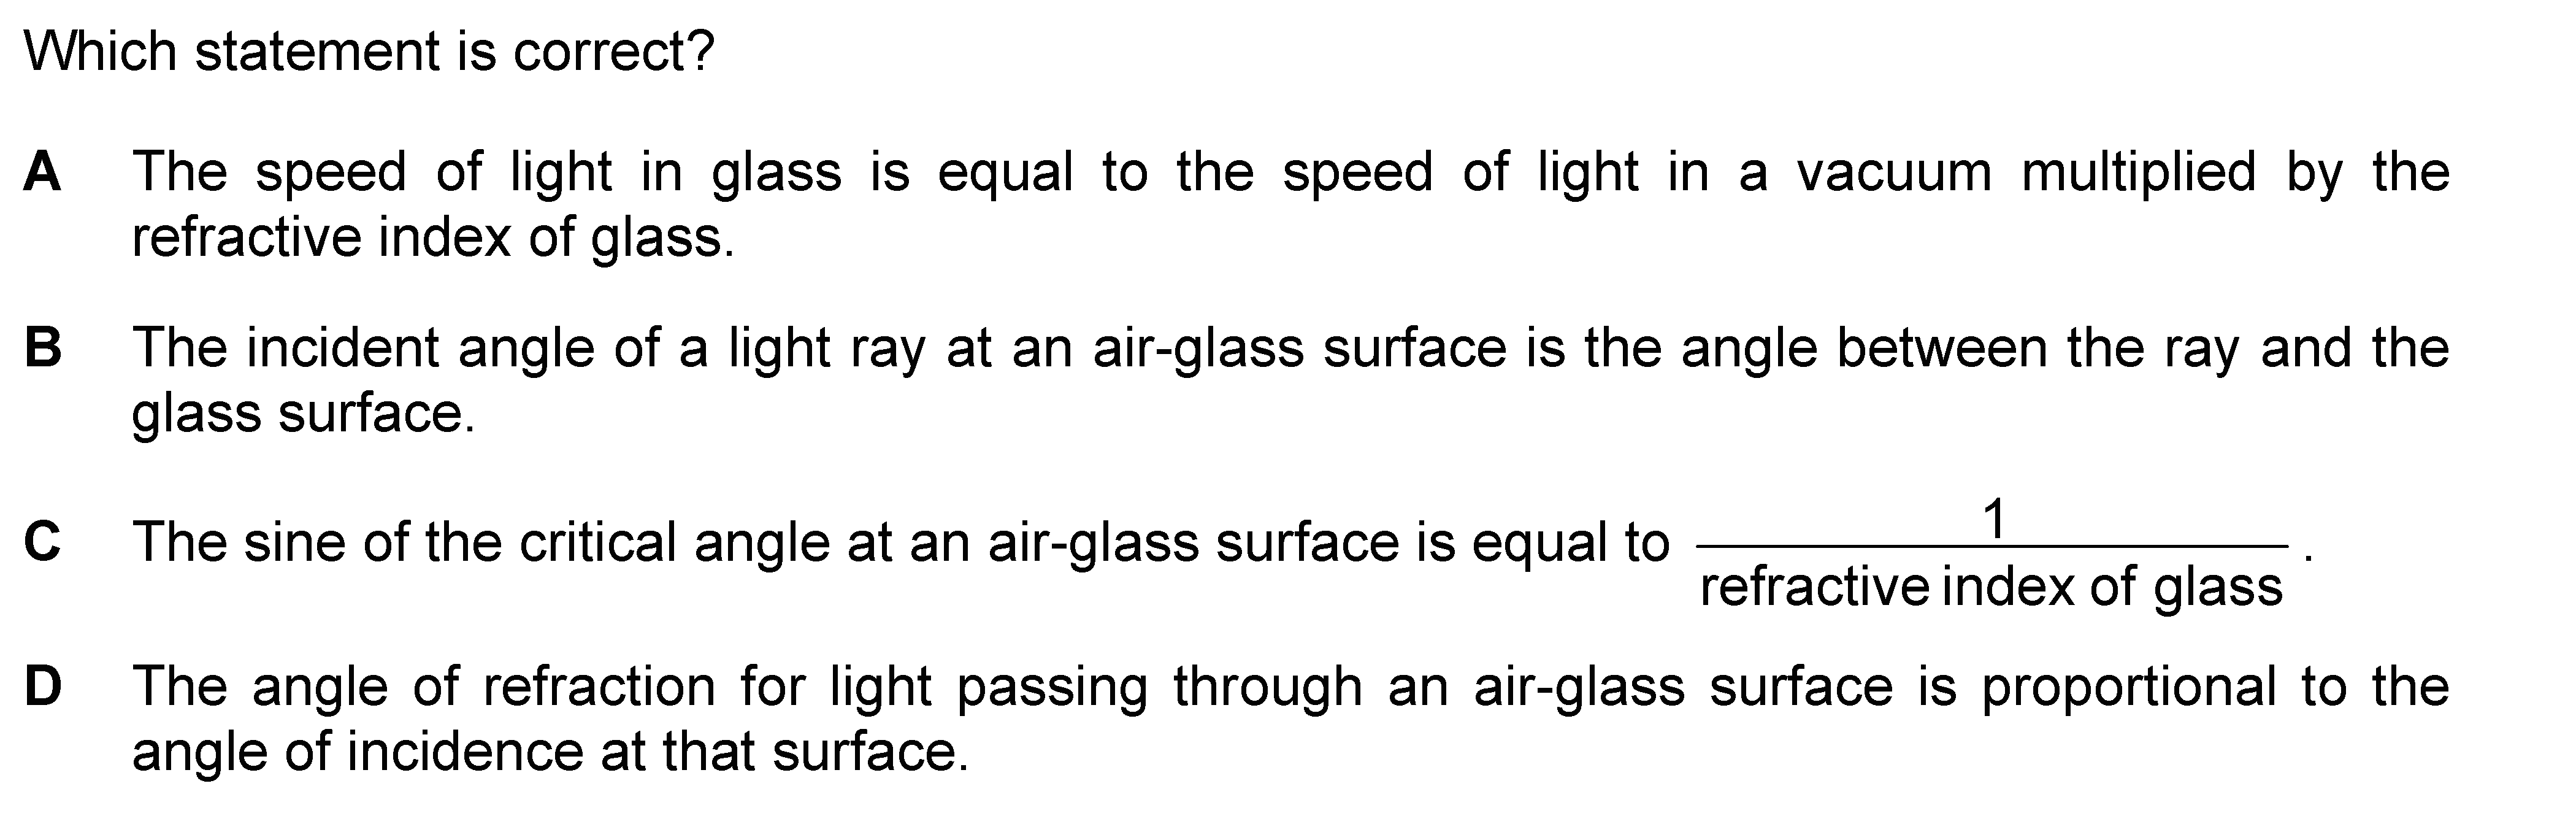 Which statement is correct?
A The speed of light in glass is equal to the speed of light in a vacuum multiplied by the
refractive index of glass.
B The incident angle of a light ray at an air-glass surface is the angle between the ray and the
glass surface.
C The sine of the critical angle at an air-glass surface is equal to 1 / refractive index of glass .
D The angle of refraction for light passing through an air-glass surface is proportional to the
angle of incidence at that surface.